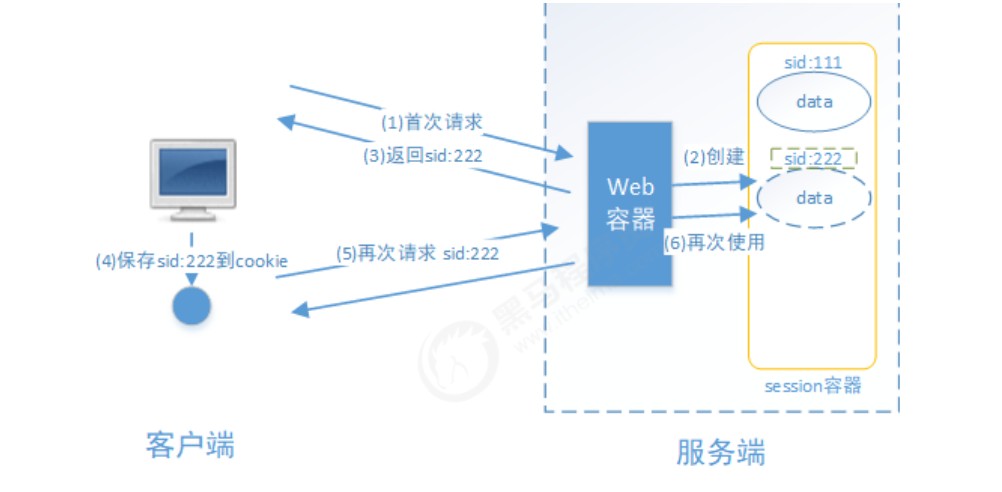 sid:111
data
(1)首次请求
(3)返回sid:222
(2)创建
sid:222
data
Web
容器
(6)再次使用
(5)再次请求 sid:222
(4)保存sid:222到cookie
session容器
客户端
服务端